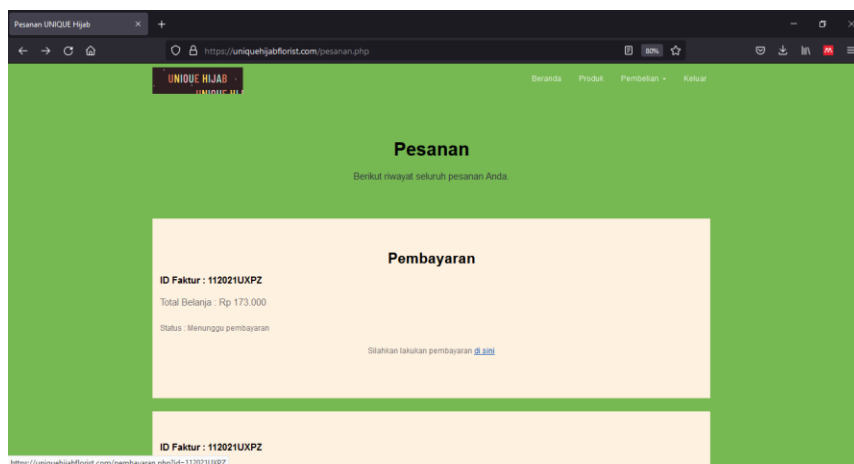 Pesanan UNIQUE Hijab
https://uniquehijabflorist.com/pesanan.php
80%
UNIQUE HIJAB
UNIQUE HI
Beranda Produk Pembelian Keluar
Pesanan
Berikut riwayat seluruh pesanan Anda.
Pembayaran
ID Faktur : 112021UXPZ
Total Belanja : Rp 173.000
Status : Menunggu pembayaran
Silahkan lakukan pembayaran di sini
ID Faktur : 112021UXPZ
https://uniquehijabflorist.com/pembayaran.php?id=112021UXPZ